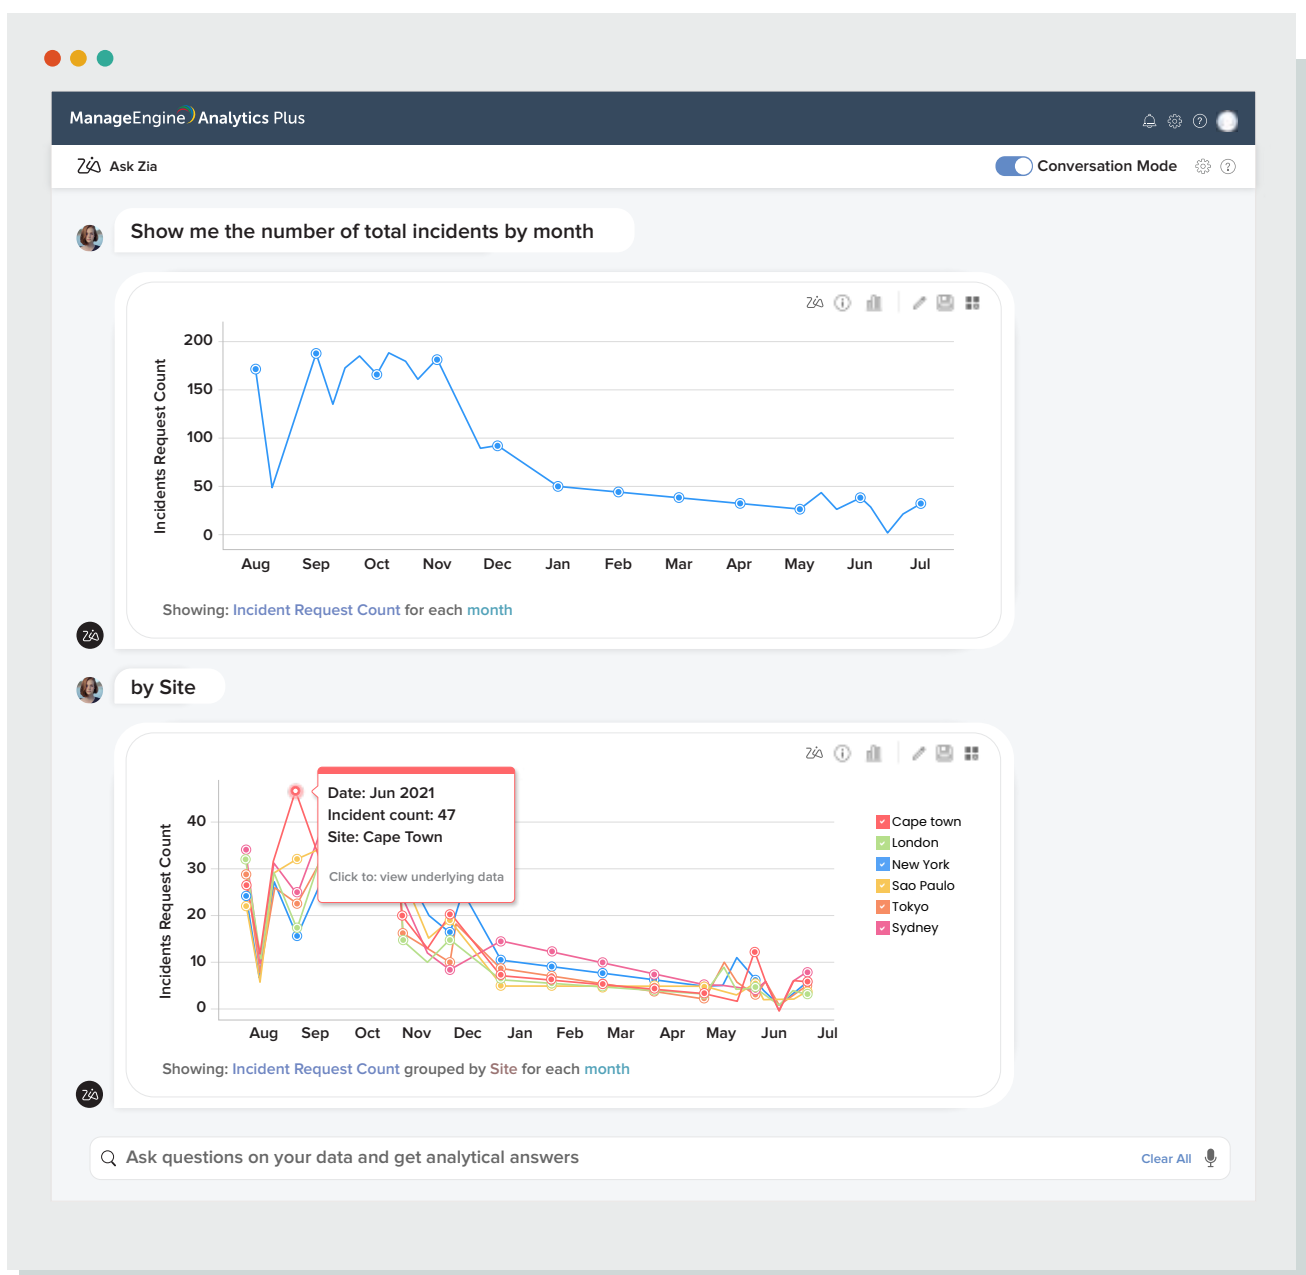 ManageEngine Analytics Plus
Zia Ask Zia
Conversation Mode
Show me the number of total incidents by month
Zia
Incidents Request Count
200
150
100
50
0
Aug Sep Oct Nov Dec Jan Feb Mar Apr May Jun Jul
Showing: Incident Request Count for each month
Zia
by Site
Zia
Incidents Request Count
40
30
20
10
0
Date: Jun 2021
Incident count: 47
Site: Cape Town
Click to: view underlying data
Cape town
London
New York
Sao Paulo
Tokyo
Sydney
Aug Sep Oct Nov Dec Jan Feb Mar Apr May Jun Jul
Showing: Incident Request Count grouped by Site for each month
Zia
Ask questions on your data and get analytical answers
Clear All